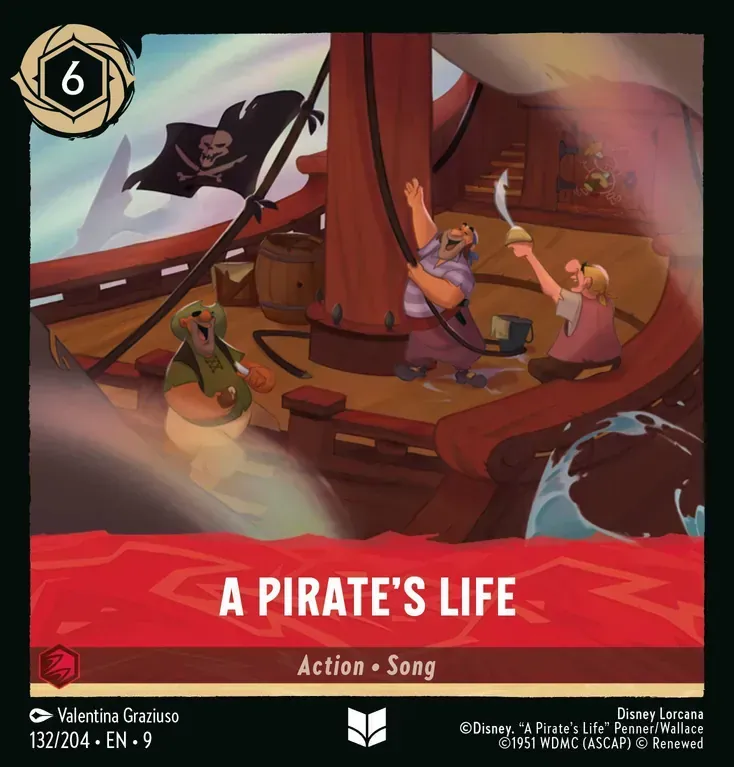 6
A PIRATE'S LIFE
Action • Song
Valentina Graziuso
132/204 • EN • 9
Disney Lorcana
©Disney. “A Pirate's Life” Penner/Wallace
©1951 WDMC (ASCAP) © Renewed